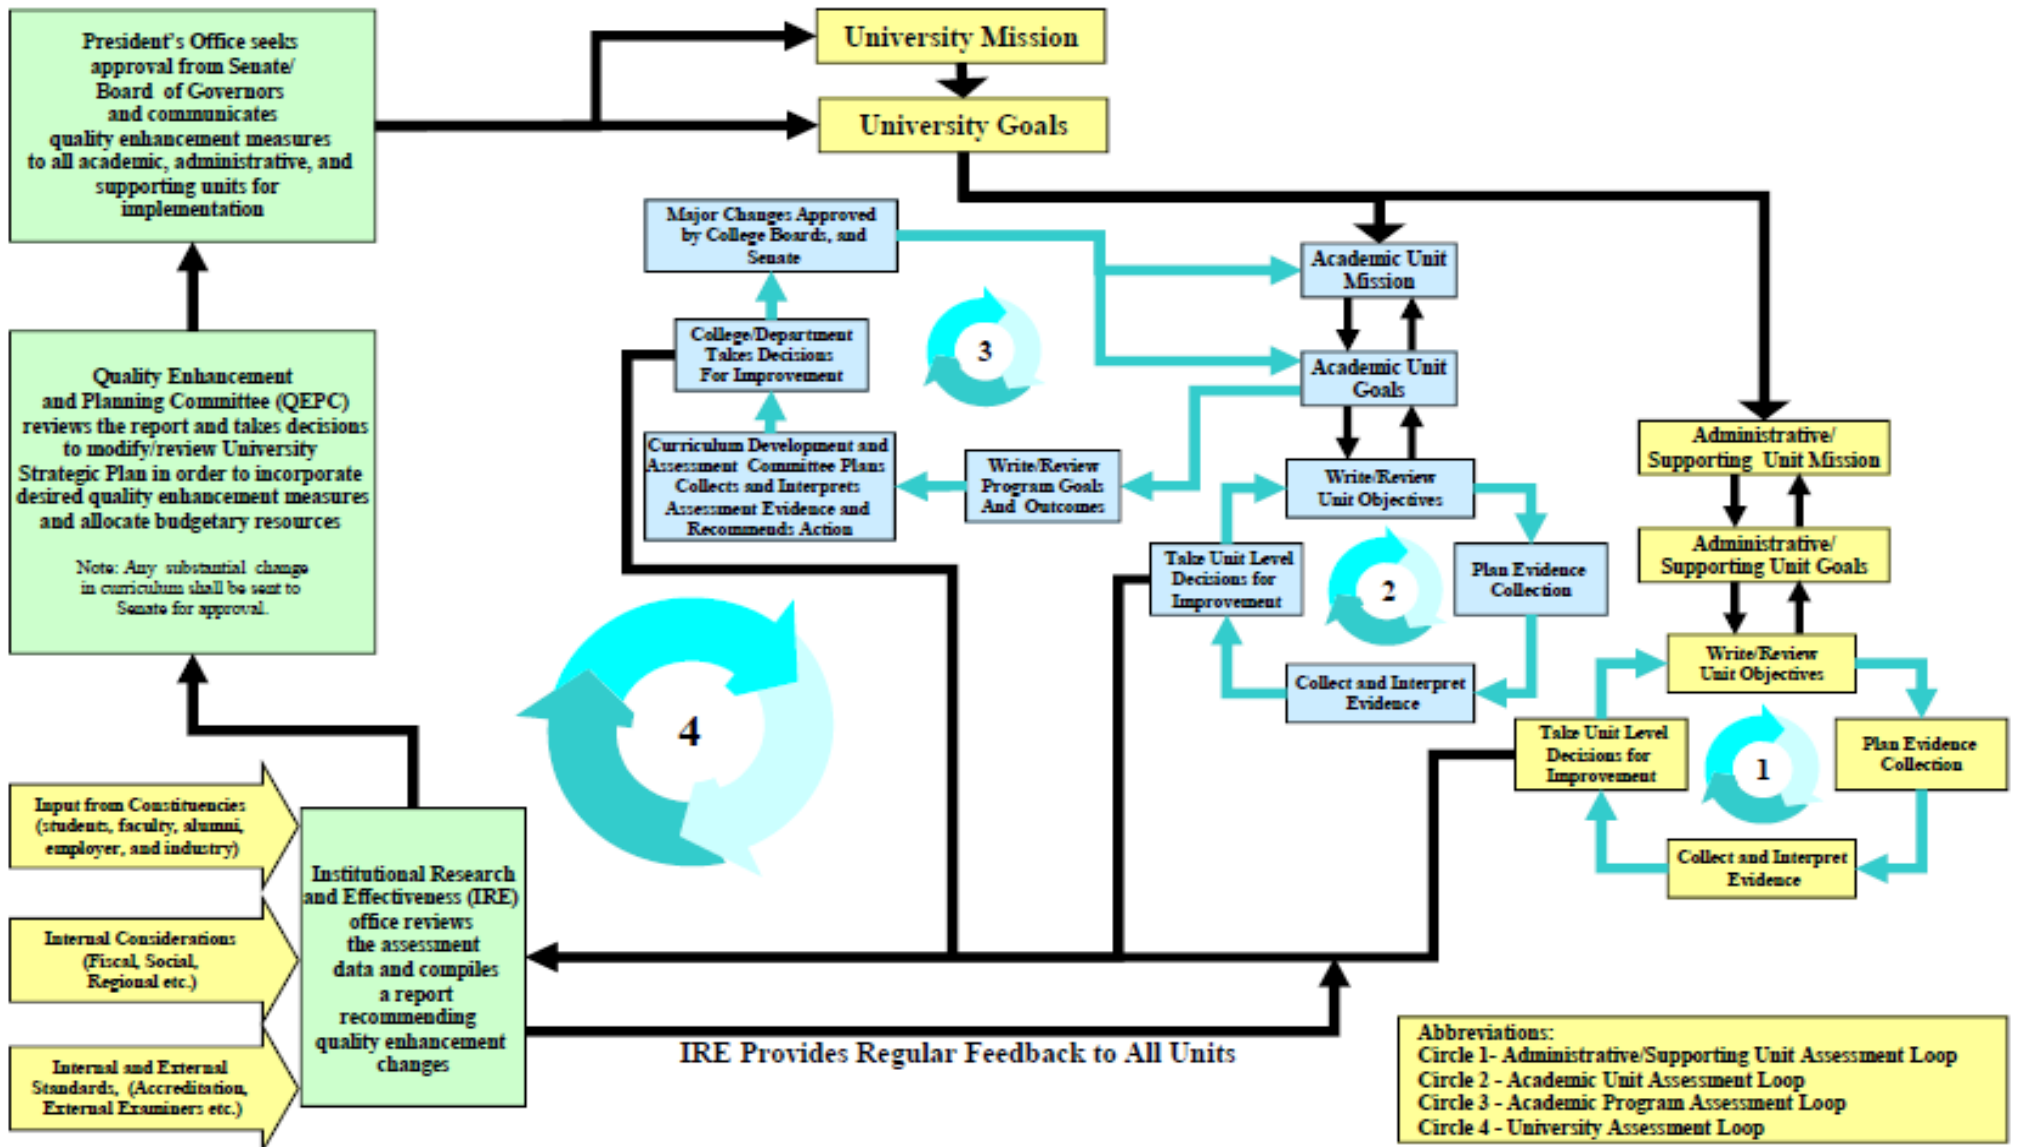 President's Office seeks
approval from Senate/
Board of Governors
and communicates
quality enhancement measures
to all academic, administrative, and
supporting units for
implementation
University Mission
University Goals
Major Changes Approved
by College Boards, and
Senate
Academic Unit
Mission
College/Department
Takes Decisions
For Improvement
3
Academic Unit
Goals
Quality Enhancement
and Planning Committee (QEPC)
reviews the report and takes decisions
to modify/review University
Strategic Plan in order to incorporate
desired quality enhancement measures
and allocate budgetary resources
Note: Any substantial change
in curriculum shall be sent to
Senate for approval.
Curriculum Development and
Assessment Committee Plans
Collects and Interprets
Assessment Evidence and
Recommends Action
Write/Review
Program Goals
And Outcomes
Write/Review
Unit Objectives
Administrative/
Supporting Unit Mission
Administrative/
Supporting Unit Goals
Take Unit Level
Decisions for
Improvement
2
Plan Evidence
Collection
Collect and Interpret
Evidence
Write/Review
Unit Objectives
4
Take Unit Level
Decisions for
Improvement
1
Plan Evidence
Collection
Collect and Interpret
Evidence
Input from Constituencies
(students, faculty, alumni,
employer, and industry)
Internal Considerations
(Fiscal, Social,
Regional etc.)
Internal and External
Standards, (Accreditation,
External Examiners etc.)
Institutional Research
and Effectiveness (IRE)
office reviews
the assessment
data and compiles
a report
recommending
quality enhancement
changes
IRE Provides Regular Feedback to All Units
Abbreviations:
Circle 1- Administrative/Supporting Unit Assessment Loop
Circle 2 - Academic Unit Assessment Loop
Circle 3 - Academic Program Assessment Loop
Circle 4 - University Assessment Loop